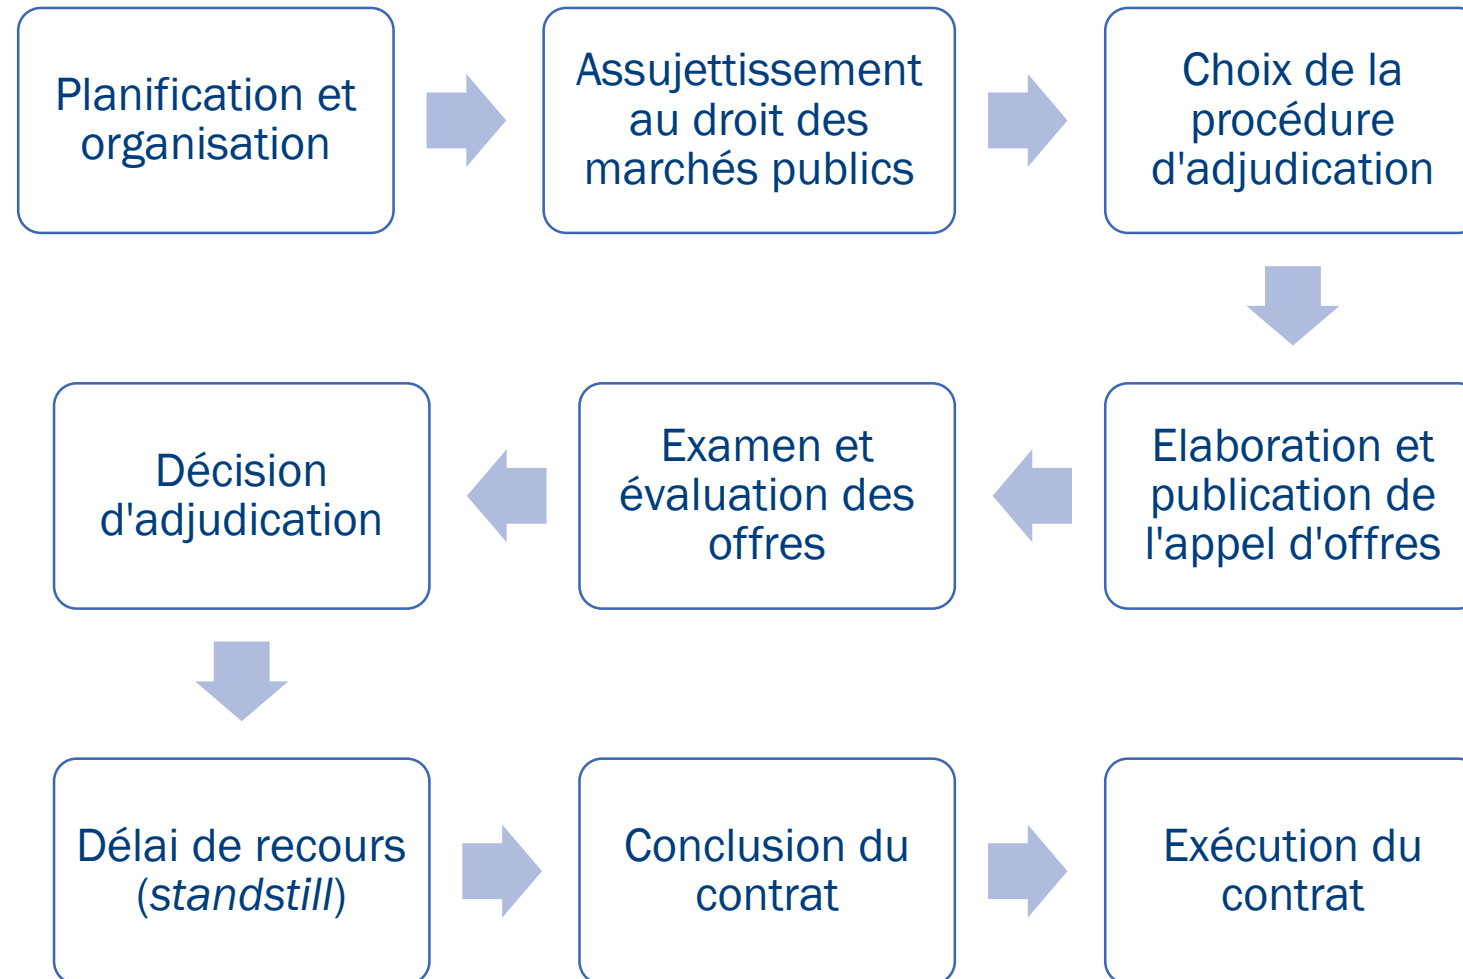 Planification et
organisation
Assujettissement
au droit des
marchés publics
Choix de la
procédure
d'adjudication
Elaboration et
publication de
l'appel d'offres
Examen et
évaluation des
offres
Décision
d'adjudication
Délai de recours
(standstill)
Conclusion du
contrat
Exécution du
contrat